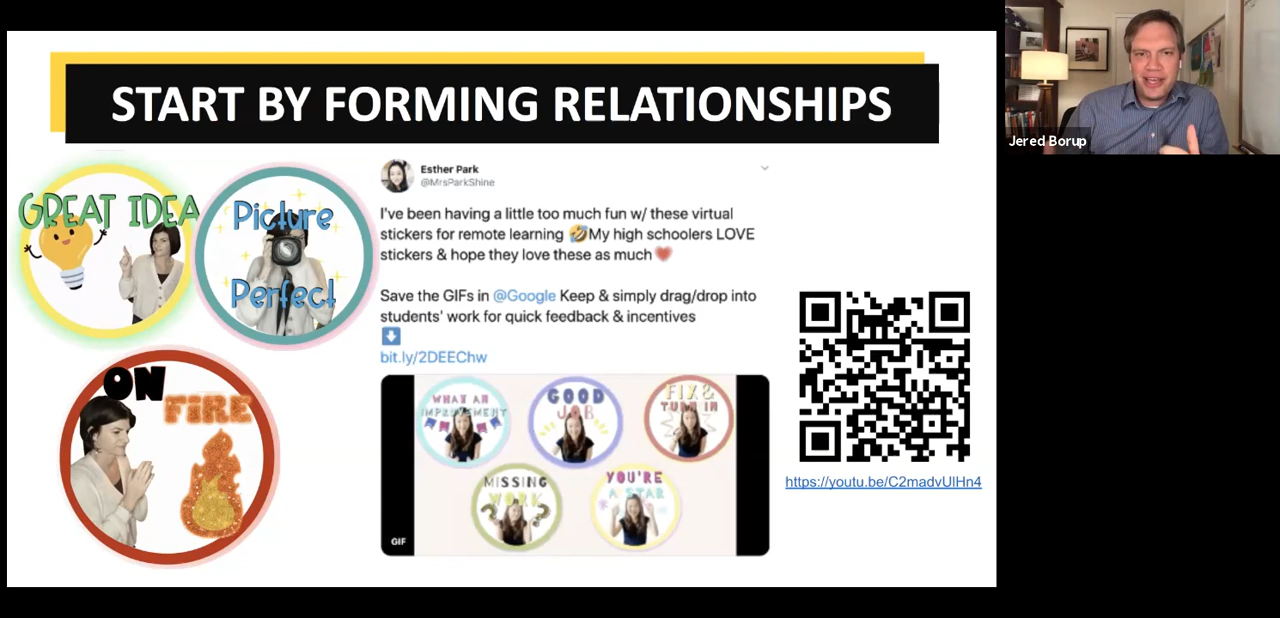 START BY FORMING RELATIONSHIPS
Jered Borup
GREAT IDEA
Picture
Perfect
ON
FIRE
Esther Park
@MrsParkShine
I've been having a little too much fun w/ these virtual
stickers for remote learning 🤣My high schoolers LOVE
stickers & hope they love these as much❤️
Save the GIFs in @Google Keep & simply drag/drop into
students' work for quick feedback & incentives
⬇️
bit.ly/2DEEChw
WHAT AN
IMPROVEMENT
GOOD
JOB
FIX &
TURN IN
MISSING
WORK
YOU'RE
A STAR
GIF
https://youtu.be/C2madvUlHn4